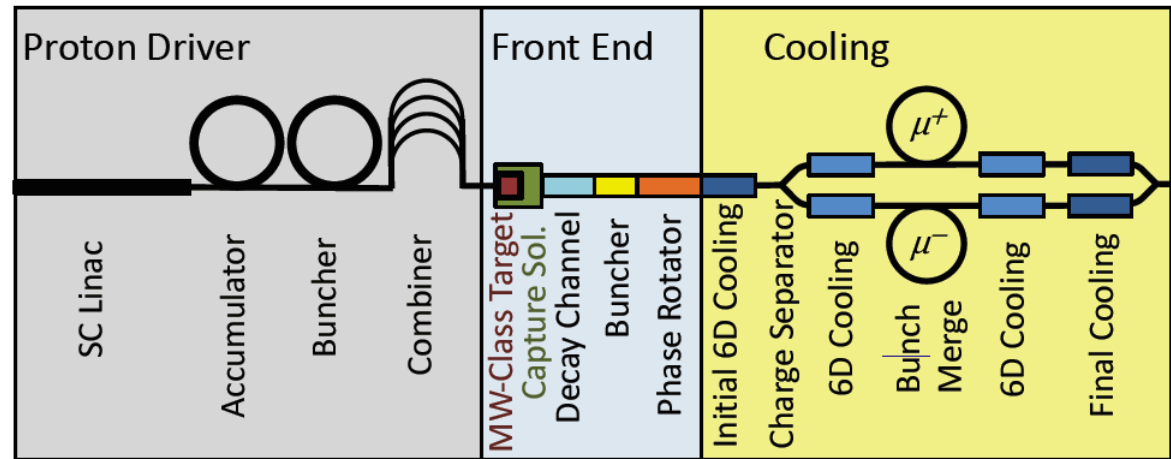 Proton Driver
Front End
Cooling
μ+
μ−
SC Linac
Accumulator
Buncher
Combiner
MW-Class Target
Capture Sol.
Decay Channel
Buncher
Phase Rotator
Initial 6D Cooling
Charge Separator
6D Cooling
Bunch
Merge
6D Cooling
Final Cooling